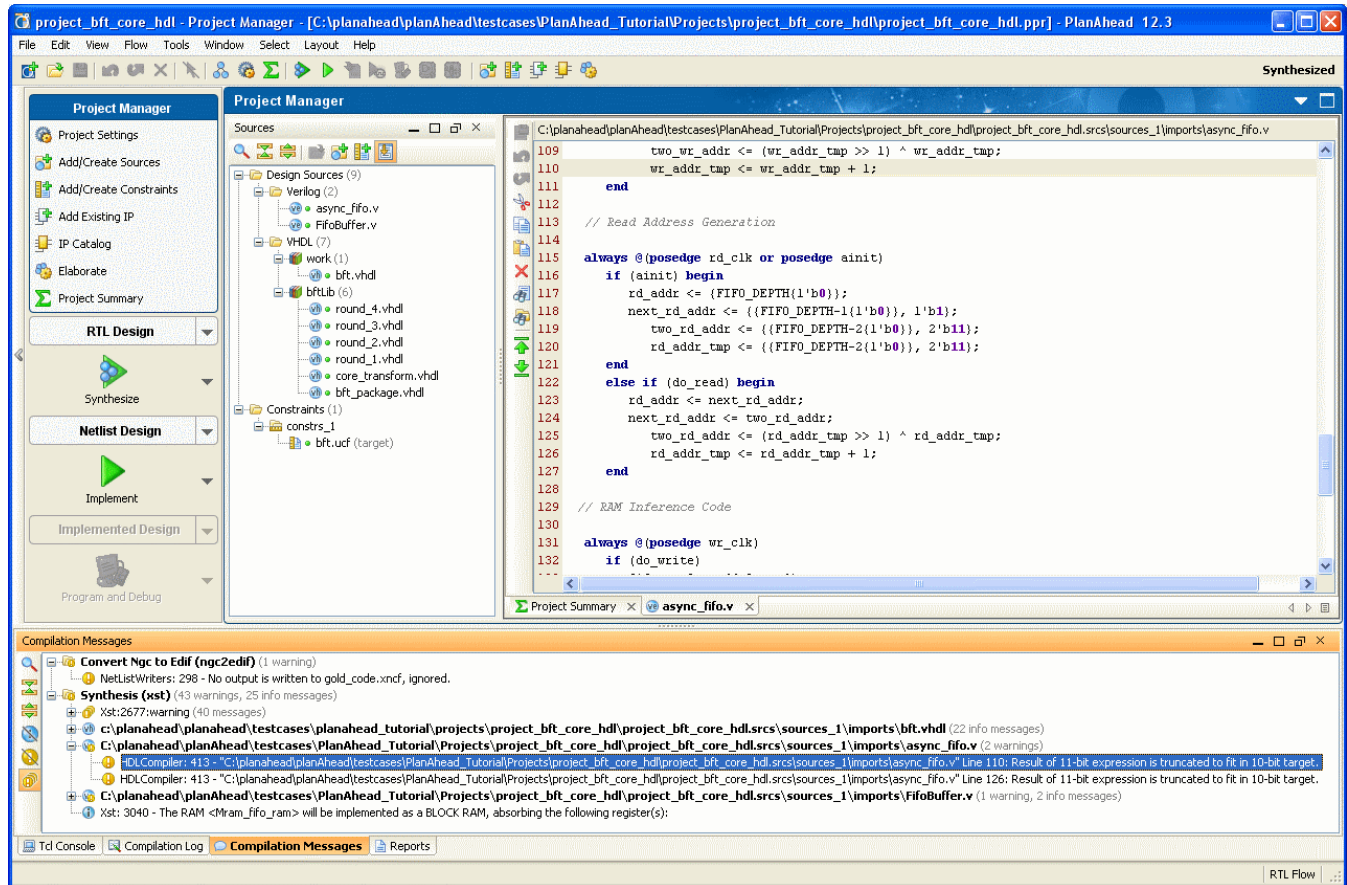 project_bft_core_hdl - Project Manager - [C:\planahead\planAhead\testcases\PlanAhead_Tutorial\Projects\project_bft_core_hdl\project_bft_core_hdl.ppr] - PlanAhead 12.3
File Edit View Flow Tools Window Select Layout Help
Synthesized
Project Manager
Project Settings
Add/Create Sources
Add/Create Constraints
Add Existing IP
IP Catalog
Elaborate
Project Summary
RTL Design
Synthesize
Netlist Design
Implement
Implemented Design
Program and Debug
Project Manager
Sources
Design Sources (9)
Verilog (2)
async_fifo.v
FifoBuffer.v
VHDL (7)
work (1)
bft.vhdl
bftLib (6)
round_4.vhdl
round_3.vhdl
round_2.vhdl
round_1.vhdl
core_transform.vhdl
bft_package.vhdl
Constraints (1)
constrs_1
bft.ucf (target)
C:\planahead\planAhead\testcases\PlanAhead_Tutorial\Projects\project_bft_core_hdl\project_bft_core_hdl.srcs\sources_1\imports\async_fifo.v
109 two_wr_addr <= (wr_addr_tmp >> 1) ^ wr_addr_tmp;
110 wr_addr_tmp <= wr_addr_tmp + 1;
111 end
112
113 // Read Address Generation
114
115 always @(posedge rd_clk or posedge ainit)
116 if (ainit) begin
117 rd_addr <= {FIFO_DEPTH{1'b0}};
118 next_rd_addr <= {{FIFO_DEPTH-1{1'b0}}, 1'b1};
119 two_rd_addr <= {{FIFO_DEPTH-2{1'b0}}, 2'b11};
120 rd_addr_tmp <= {{FIFO_DEPTH-2{1'b0}}, 2'b11};
121 end
122 else if (do_read) begin
123 rd_addr <= next_rd_addr;
124 next_rd_addr <= two_rd_addr;
125 two_rd_addr <= (rd_addr_tmp >> 1) ^ rd_addr_tmp;
126 rd_addr_tmp <= rd_addr_tmp + 1;
127 end
128
129 // RAM Inference Code
130
131 always @(posedge wr_clk)
132 if (do_write)
Project Summary async_fifo.v
Compilation Messages
Convert Ngc to Edif (ngc2edif) (1 warning)
NetListWriters: 298 - No output is written to gold_code.xncf, ignored.
Synthesis (xst) (43 warnings, 25 info messages)
Xst:2677:warning (40 messages)
c:\planahead\planAhead\testcases\planahead_tutorial\projects\project_bft_core_hdl\project_bft_core_hdl.srcs\sources_1\imports\bft.vhdl (22 info messages)
C:\planahead\planAhead\testcases\PlanAhead_Tutorial\Projects\project_bft_core_hdl\project_bft_core_hdl.srcs\sources_1\imports\async_fifo.v (2 warnings)
HDLCompiler: 413 - "C:\planahead\planAhead\testcases\PlanAhead_Tutorial\Projects\project_bft_core_hdl\project_bft_core_hdl.srcs\sources_1\imports\async_fifo.v" Line 110: Result of 11-bit expression is truncated to fit in 10-bit target.
HDLCompiler: 413 - "C:\planahead\planAhead\testcases\PlanAhead_Tutorial\Projects\project_bft_core_hdl\project_bft_core_hdl.srcs\sources_1\imports\async_fifo.v" Line 126: Result of 11-bit expression is truncated to fit in 10-bit target.
C:\planahead\planAhead\testcases\PlanAhead_Tutorial\Projects\project_bft_core_hdl\project_bft_core_hdl.srcs\sources_1\imports\FifoBuffer.v (1 warning, 2 info messages)
Xst: 3040 - The RAM <Mram_fifo_ram> will be implemented as a BLOCK RAM, absorbing the following register(s):
Tcl Console Compilation Log Compilation Messages Reports
RTL Flow